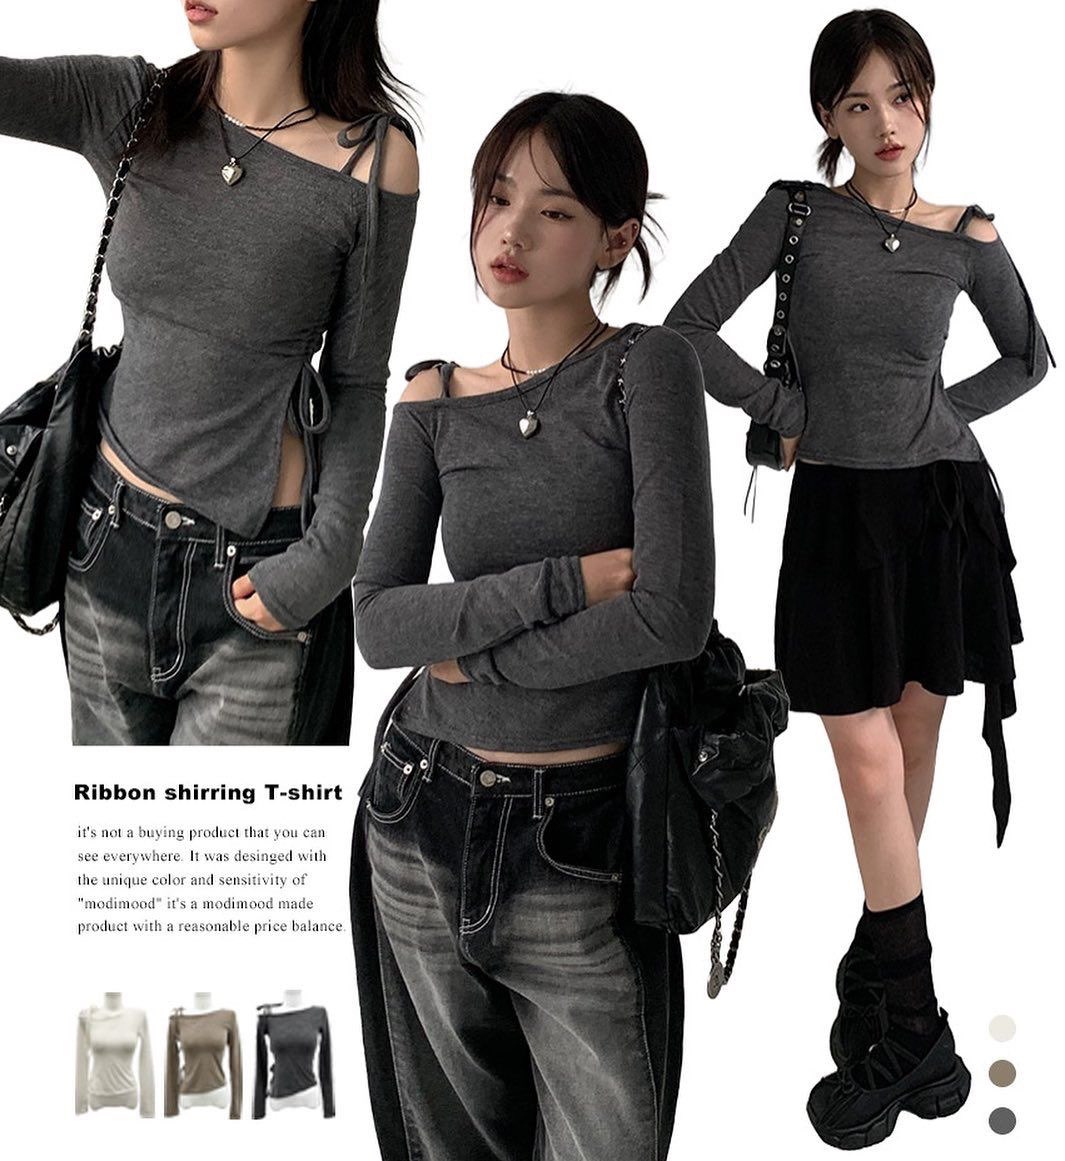 Ribbon shirring T-shirt
it's not a buying product that you can
see everywhere. It was desinged with
the unique color and sensitivity of
"modimood" it's a modimood made
product with a reasonable price balance.